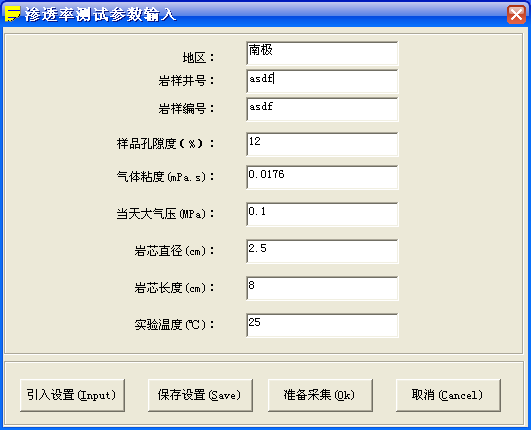 渗透率测试参数输入
地区： 南极
岩样井号： asdf
岩样编号： asdf
样品孔隙度(%)： 12
气体粘度(mPa.s)： 0.0176
当天大气压(MPa)： 0.1
岩芯直径(cm)： 2.5
岩芯长度(cm)： 8
实验温度(℃)： 25
引入设置(Input) 保存设置(Save) 准备采集(Ok) 取消(Cancel)